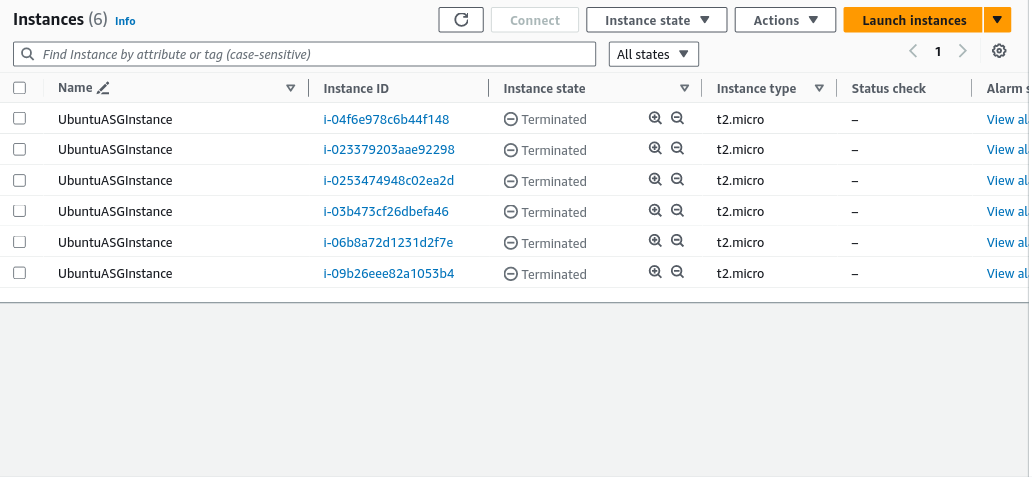 Instances (6) Info Connect Instance state Actions Launch instances
Find Instance by attribute or tag (case-sensitive) All states 1
Name Instance ID Instance state Instance type Status check Alarm s
UbuntuASGInstance i-04f6e978c6b44f148 Terminated t2.micro – View al
UbuntuASGInstance i-023379203aae92298 Terminated t2.micro – View al
UbuntuASGInstance i-0253474948c02ea2d Terminated t2.micro – View al
UbuntuASGInstance i-03b473cf26dbefa46 Terminated t2.micro – View al
UbuntuASGInstance i-06b8a72d1231d2f7e Terminated t2.micro – View al
UbuntuASGInstance i-09b26eee82a1053b4 Terminated t2.micro – View al